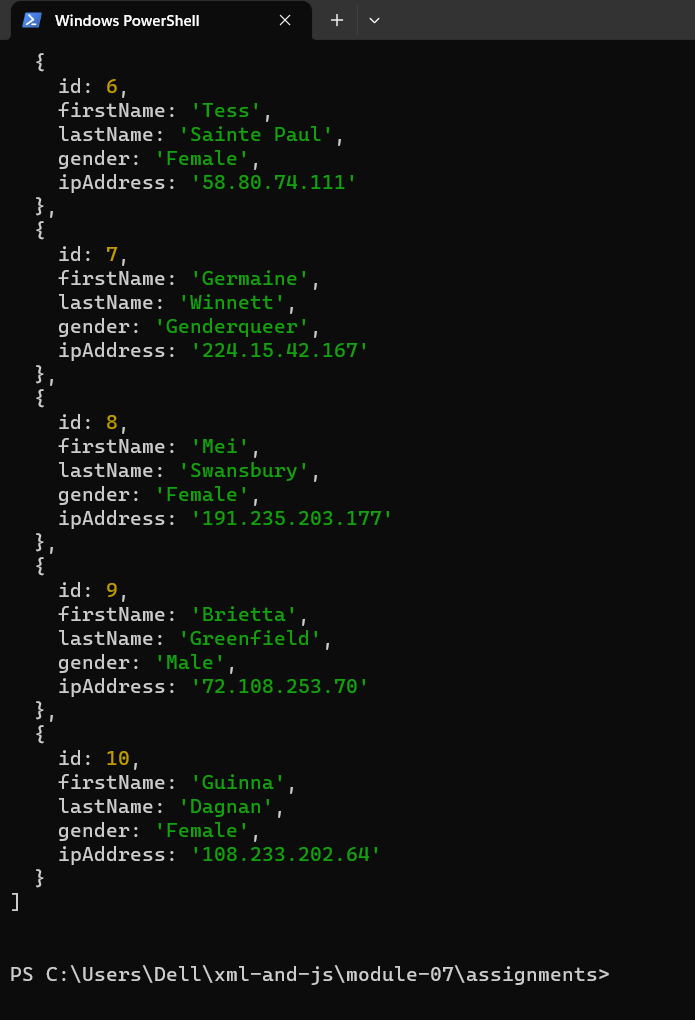 Windows PowerShell
  {
    id: 6,
    firstName: 'Tess',
    lastName: 'Sainte Paul',
    gender: 'Female',
    ipAddress: '58.80.74.111'
  },
  {
    id: 7,
    firstName: 'Germaine',
    lastName: 'Winnett',
    gender: 'Genderqueer',
    ipAddress: '224.15.42.167'
  },
  {
    id: 8,
    firstName: 'Mei',
    lastName: 'Swansbury',
    gender: 'Female',
    ipAddress: '191.235.203.177'
  },
  {
    id: 9,
    firstName: 'Brietta',
    lastName: 'Greenfield',
    gender: 'Male',
    ipAddress: '72.108.253.70'
  },
  {
    id: 10,
    firstName: 'Guinna',
    lastName: 'Dagnan',
    gender: 'Female',
    ipAddress: '108.233.202.64'
  }
]
PS C:\Users\Dell\xml-and-js\module-07\assignments>